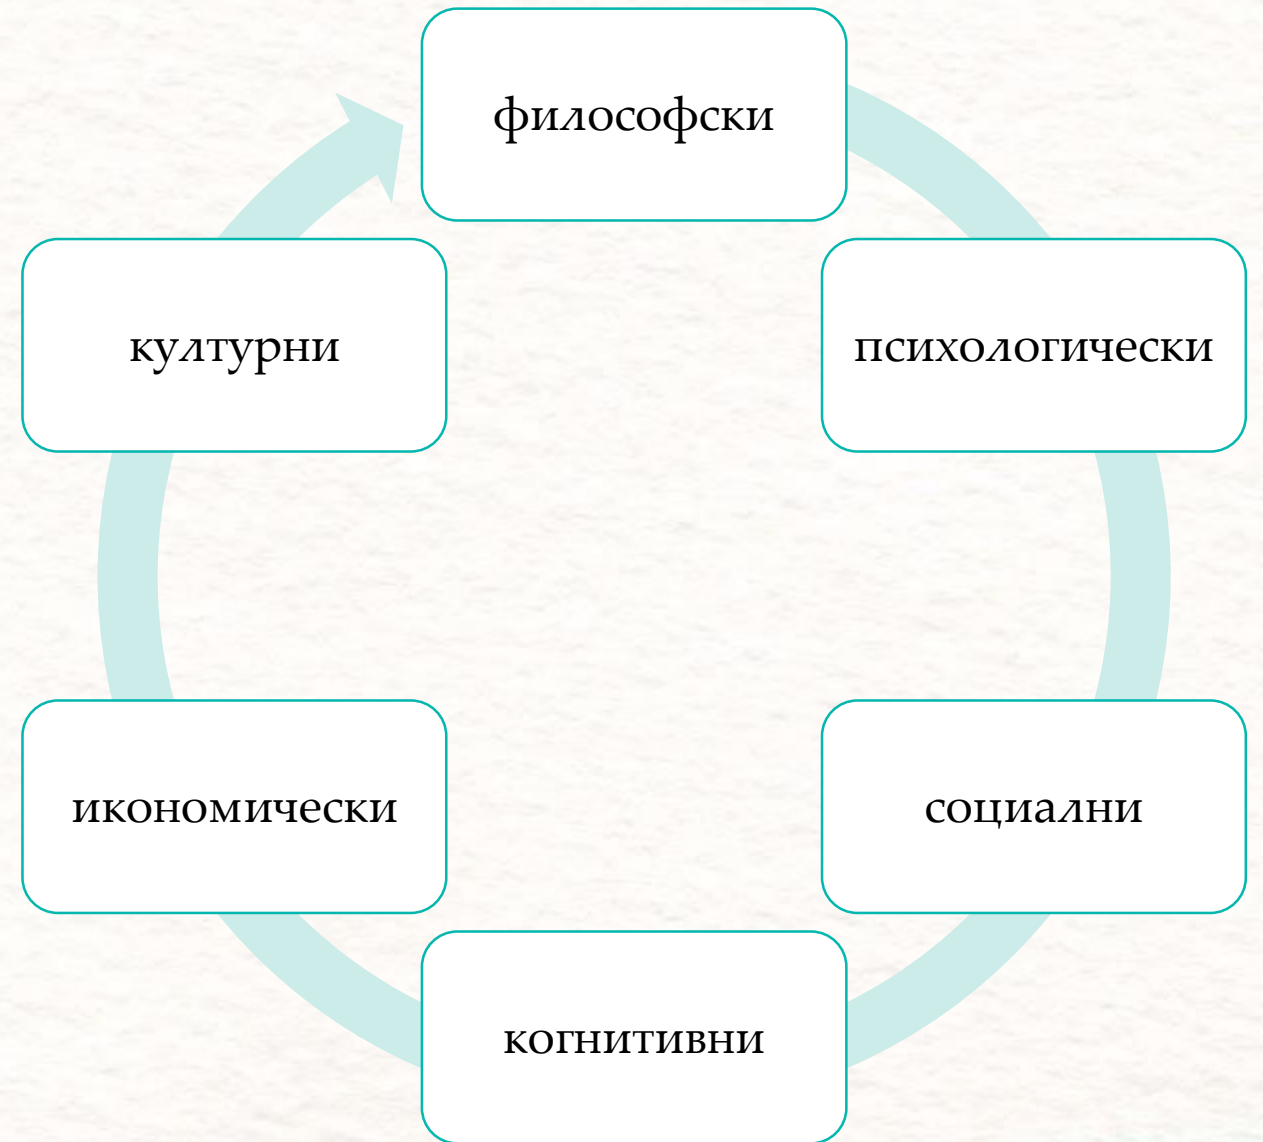 философски
психологически
социални
когнитивни
икономически
културни